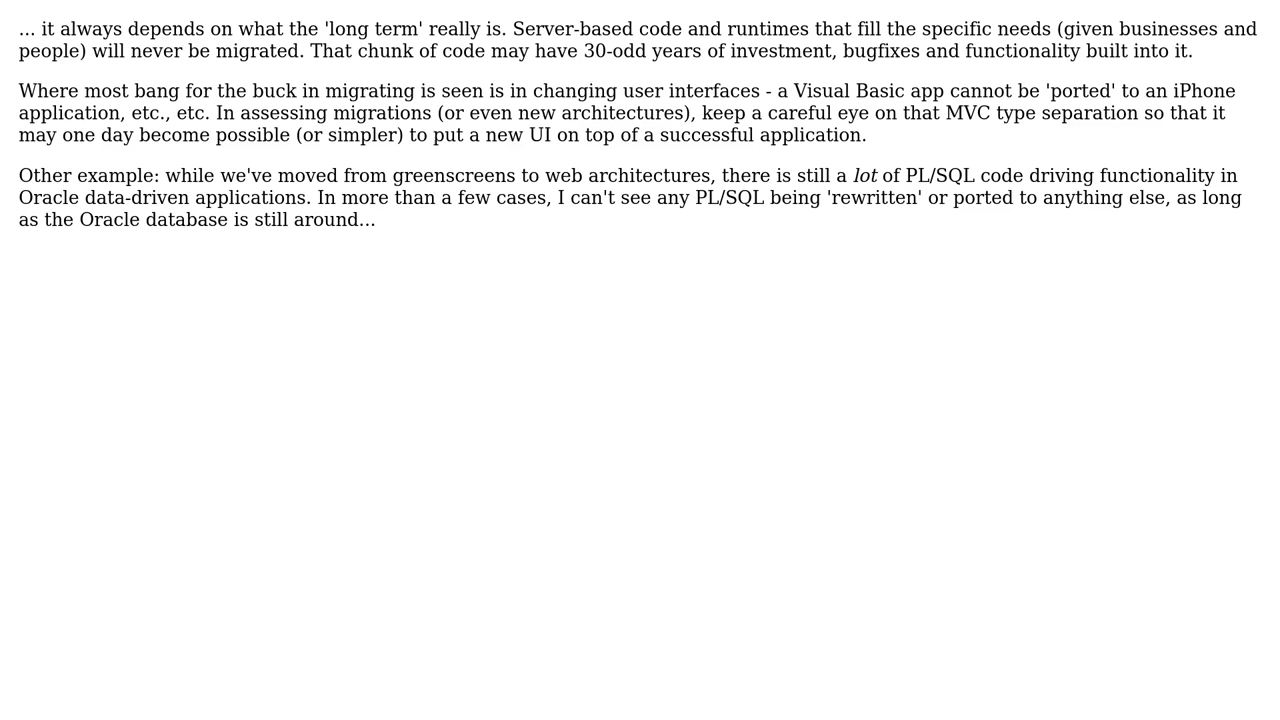 ... it always depends on what the 'long term' really is. Server-based code and runtimes that fill the specific needs (given businesses and
people) will never be migrated. That chunk of code may have 30-odd years of investment, bugfixes and functionality built into it.
Where most bang for the buck in migrating is seen is in changing user interfaces - a Visual Basic app cannot be 'ported' to an iPhone
application, etc., etc. In assessing migrations (or even new architectures), keep a careful eye on that MVC type separation so that it
may one day become possible (or simpler) to put a new UI on top of a successful application.
Other example: while we've moved from greenscreens to web architectures, there is still a lot of PL/SQL code driving functionality in
Oracle data-driven applications. In more than a few cases, I can't see any PL/SQL being 'rewritten' or ported to anything else, as long
as the Oracle database is still around...